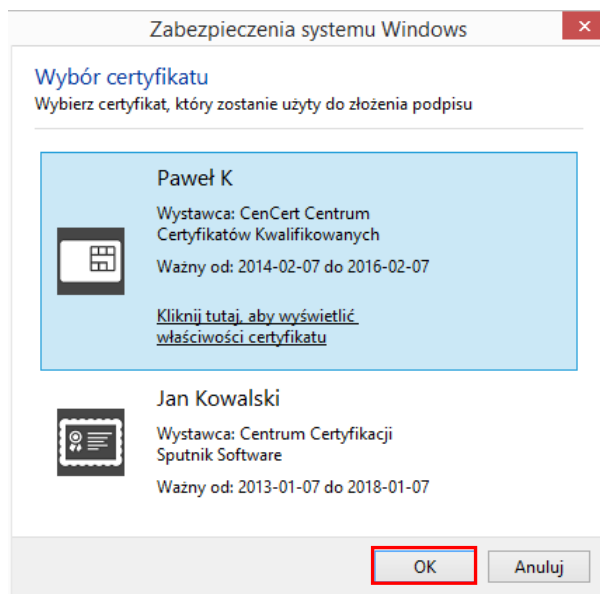 Zabezpieczenia systemu Windows
Wybór certyfikatu
Wybierz certyfikat, który zostanie użyty do złożenia podpisu
Paweł K
Wystawca: CenCert Centrum
Certyfikatów Kwalifikowanych
Ważny od: 2014-02-07 do 2016-02-07
Kliknij tutaj, aby wyświetlić
właściwości certyfikatu
Jan Kowalski
Wystawca: Centrum Certyfikacji
Sputnik Software
Ważny od: 2013-01-07 do 2018-01-07
OK
Anuluj